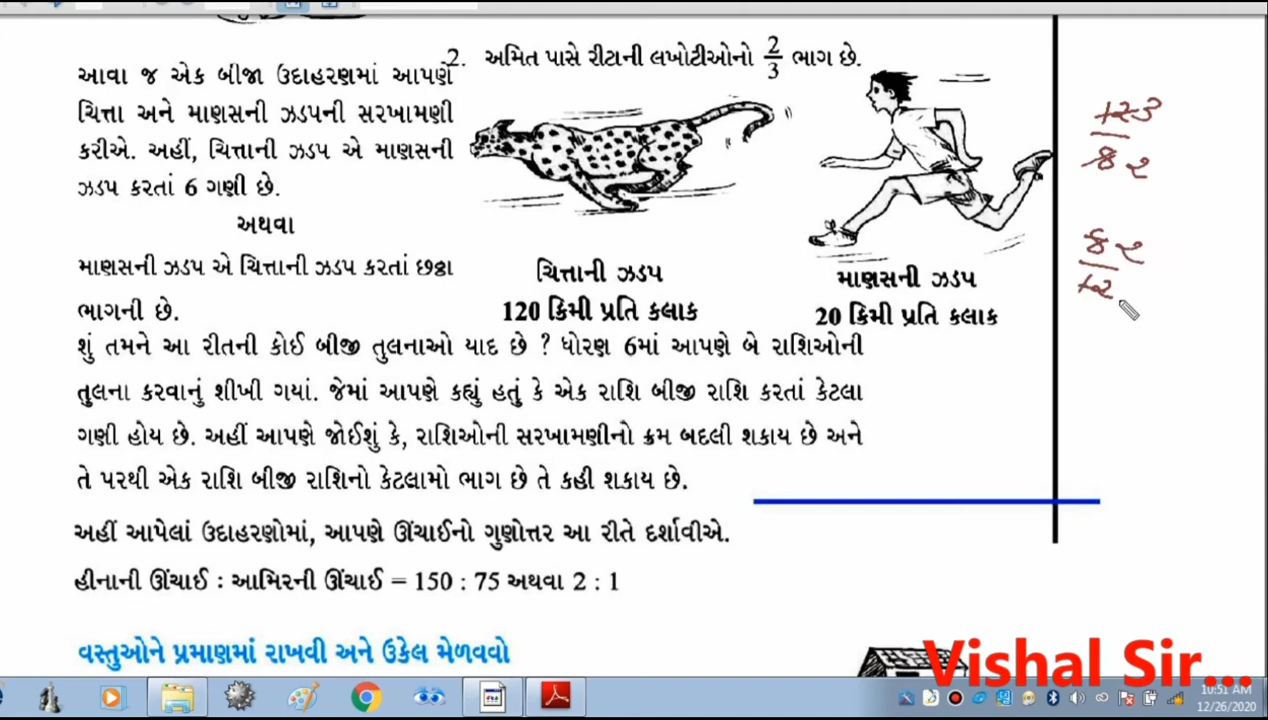 2. અમિત પાસે રીટાની લખોટીઓનો 2/3 ભાગ છે.
આવા જ એક બીજા ઉદાહરણમાં આપણે
ચિત્તા અને માણસની ઝડપની સરખામણી
કરીએ. અહીં, ચિત્તાની ઝડપ એ માણસની
ઝડપ કરતાં 6 ગણી છે.
અથવા
માણસની ઝડપ એ ચિત્તાની ઝડપ કરતાં છઠ્ઠા
ભાગની છે.
ચિત્તાની ઝડપ
120 કિમી પ્રતિ કલાક
માણસની ઝડપ
20 કિમી પ્રતિ કલાક
શું તમને આ રીતની કોઈ બીજી તુલનાઓ યાદ છે ? ધોરણ 6માં આપણે બે રાશિઓની
તુલના કરવાનું શીખી ગયાં. જેમાં આપણે કહ્યું હતું કે એક રાશિ બીજી રાશિ કરતાં કેટલા
ગણી હોય છે. અહીં આપણે જોઈશું કે, રાશિઓની સરખામણીનો ક્રમ બદલી શકાય છે અને
તે પરથી એક રાશિ બીજી રાશિનો કેટલામો ભાગ છે તે કહી શકાય છે.
અહીં આપેલાં ઉદાહરણોમાં, આપણે ઊંચાઈનો ગુણોત્તર આ રીતે દર્શાવીએ.
હીનાની ઊંચાઈ : આમિરની ઊંચાઈ = 150 : 75 અથવા 2 : 1
વસ્તુઓને પ્રમાણમાં રાખવી અને ઉકેલ મેળવવો
Vishal Sir...
10:51 AM
12/26/2020